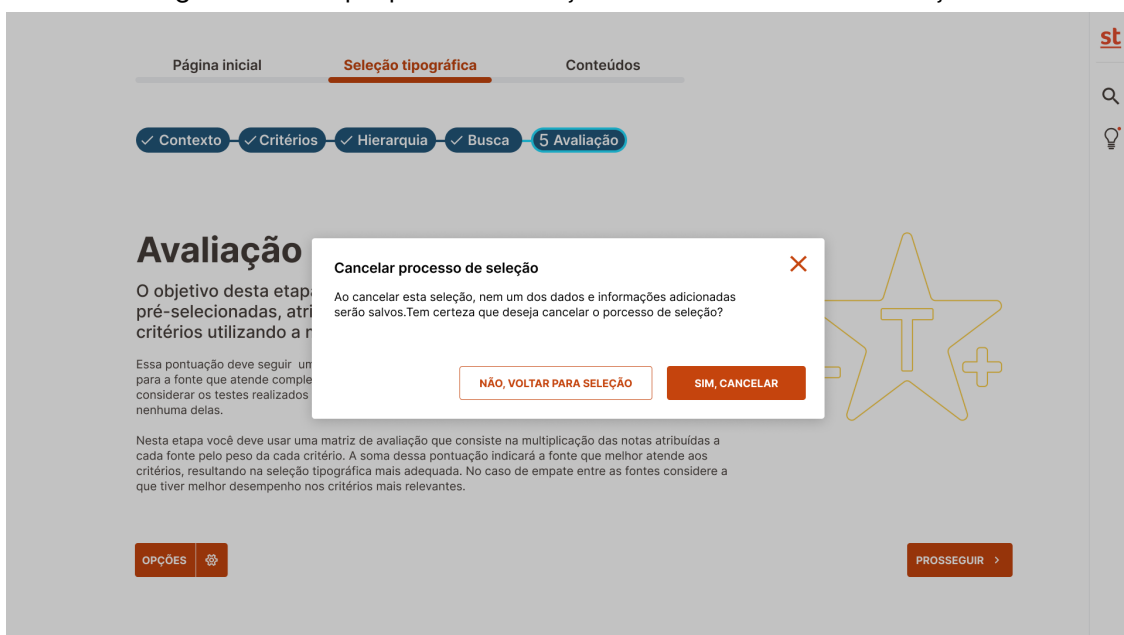 st
Página inicial Seleção tipográfica Conteúdos
Contexto Critérios Hierarquia Busca 5 Avaliação
Avaliação
Cancelar processo de seleção
Ao cancelar esta seleção, nem um dos dados e informações adicionadas
serão salvos.Tem certeza que deseja cancelar o porcesso de seleção?
NÃO, VOLTAR PARA SELEÇÃO SIM, CANCELAR
O objetivo desta
pré-selecionadas,
critérios utilizando a
Essa pontuação deve seguir
para a fonte que atende
considerar os testes realizados
nenhuma delas.
Nesta etapa você deve usar uma matriz de avaliação que consiste na multiplicação das notas atribuídas a
cada fonte pelo peso da cada critério. A soma dessa pontuação indicará a fonte que melhor atende aos
critérios, resultando na seleção tipográfica mais adequada. No caso de empate entre as fontes considere a
que tiver melhor desempenho nos critérios mais relevantes.
T
OPÇÕES PROSSEGUIR